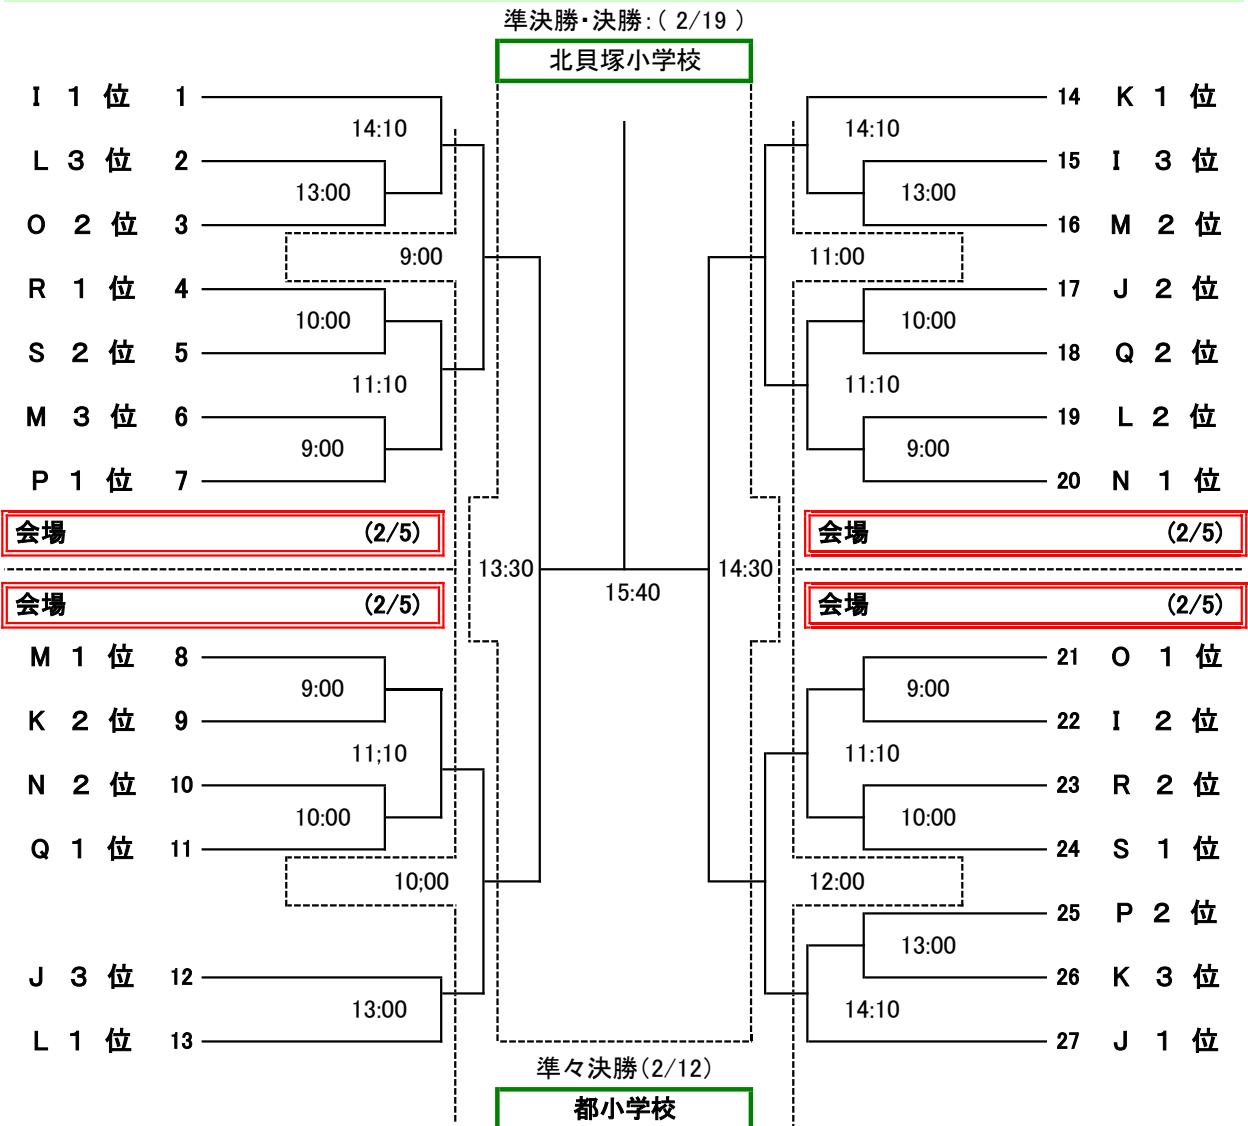 準決勝・決勝：( 2/19 )
北貝塚小学校
I 1 位 1
14:10
L 3 位 2
13:00
O 2 位 3
9:00
R 1 位 4
10:00
S 2 位 5
11:10
M 3 位 6
9:00
P 1 位 7
会場 (2/5)
14 K 1 位
14:10
15 I 3 位
13:00
16 M 2 位
11:00
17 J 2 位
10:00
18 Q 2 位
11:10
19 L 2 位
9:00
20 N 1 位
会場 (2/5)
13:30
15:40
14:30
会場 (2/5)
M 1 位 8
9:00
K 2 位 9
11;10
N 2 位 10
10:00
Q 1 位 11
10;00
J 3 位 12
13:00
L 1 位 13
会場 (2/5)
21 O 1 位
9:00
22 I 2 位
11:10
23 R 2 位
10:00
24 S 1 位
12:00
25 P 2 位
13:00
26 K 3 位
14:10
27 J 1 位
準々決勝(2/12)
都小学校